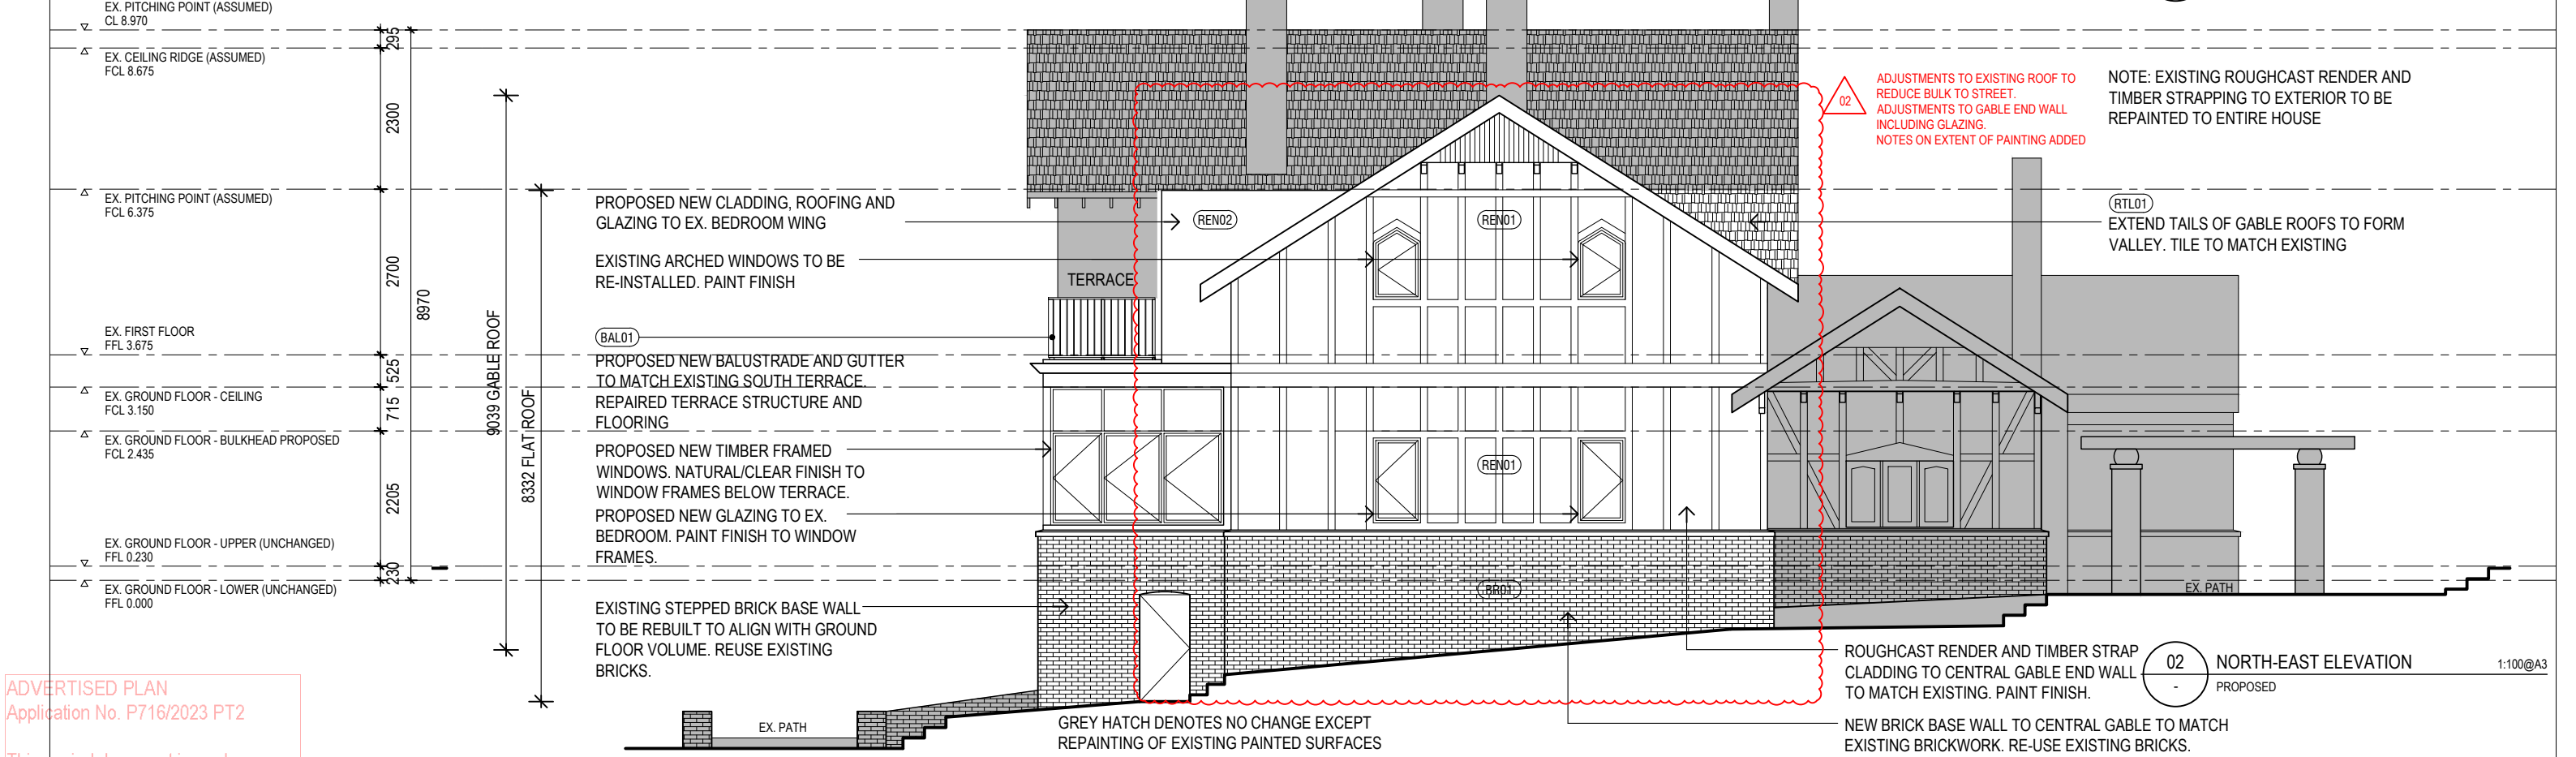 EX. PITCHING POINT (ASSUMED)
CL 8.970
EX. CEILING RIDGE (ASSUMED)
FCL 8.675
EX. PITCHING POINT (ASSUMED)
FCL 6.375
EX. FIRST FLOOR
FFL 3.675
EX. GROUND FLOOR - CEILING
FCL 3.150
EX. GROUND FLOOR - BULKHEAD PROPOSED
FCL 2.435
EX. GROUND FLOOR - UPPER (UNCHANGED)
FFL 0.230
EX. GROUND FLOOR - LOWER (UNCHANGED)
FFL 0.000
295
2300
2700
525
715
2205
230
8970
9039 GABLE ROOF
8332 FLAT ROOF
PROPOSED NEW CLADDING, ROOFING AND
GLAZING TO EX. BEDROOM WING
EXISTING ARCHED WINDOWS TO BE
RE-INSTALLED. PAINT FINISH
BAL01
PROPOSED NEW BALUSTRADE AND GUTTER
TO MATCH EXISTING SOUTH TERRACE.
REPAIRED TERRACE STRUCTURE AND
FLOORING
PROPOSED NEW TIMBER FRAMED
WINDOWS. NATURAL/CLEAR FINISH TO
WINDOW FRAMES BELOW TERRACE.
PROPOSED NEW GLAZING TO EX.
BEDROOM. PAINT FINISH TO WINDOW
FRAMES.
EXISTING STEPPED BRICK BASE WALL
TO BE REBUILT TO ALIGN WITH GROUND
FLOOR VOLUME. REUSE EXISTING
BRICKS.
TERRACE
REN02
REN01
REN01
BR01
02
ADJUSTMENTS TO EXISTING ROOF TO
REDUCE BULK TO STREET.
ADJUSTMENTS TO GABLE END WALL
INCLUDING GLAZING.
NOTES ON EXTENT OF PAINTING ADDED
NOTE: EXISTING ROUGHCAST RENDER AND
TIMBER STRAPPING TO EXTERIOR TO BE
REPAINTED TO ENTIRE HOUSE
RTL01
EXTEND TAILS OF GABLE ROOFS TO FORM
VALLEY. TILE TO MATCH EXISTING
EX. PATH
ROUGHCAST RENDER AND TIMBER STRAP
CLADDING TO CENTRAL GABLE END WALL
TO MATCH EXISTING. PAINT FINISH.
NEW BRICK BASE WALL TO CENTRAL GABLE TO MATCH
EXISTING BRICKWORK. RE-USE EXISTING BRICKS.
02
-
NORTH-EAST ELEVATION
1:100@A3
PROPOSED
EX. PATH
GREY HATCH DENOTES NO CHANGE EXCEPT
REPAINTING OF EXISTING PAINTED SURFACES
ADVERTISED PLAN
Application No. P716/2023 PT2